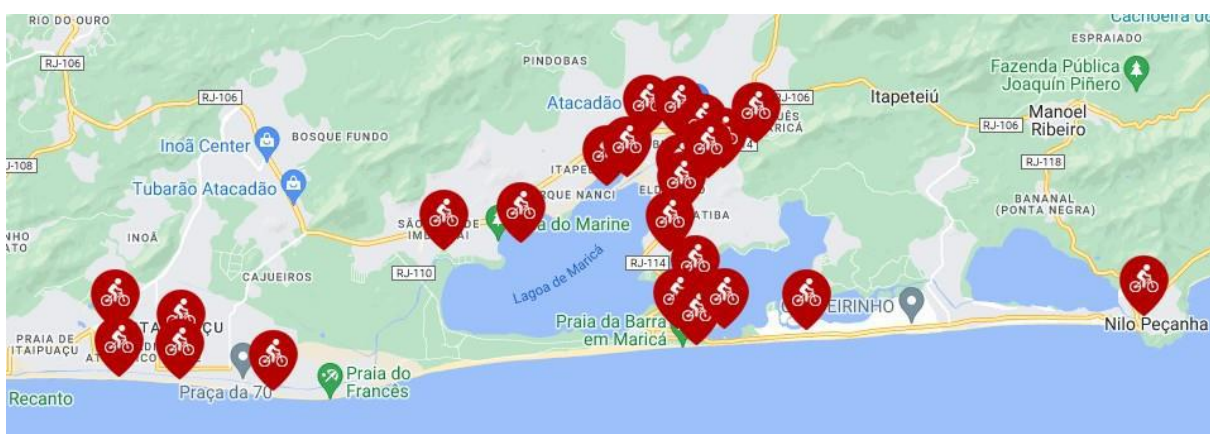 RIO DO OURO
RJ-106
PINDOBAS
ESPRAIADO
Fazenda Pública
Joaquín Piñero
RJ-106
Atacadão
RJ-106
Itapeteiú
Manoel
Ribeiro
RJ-106
BOSQUE FUNDO
Inoã Center
RJ-118
Tubarão Atacadão
BANANAL
(PONTA NEGRA)
INOÃ
do Marine
CAJUEIROS
RJ-110
Lagoa de Maricá
RJ-114
Praia da Barra
em Maricá
Nilo Peçanha
PRAIA DE
ITAIPUAÇU
Praça da 70
Praia do
Francês
Recanto